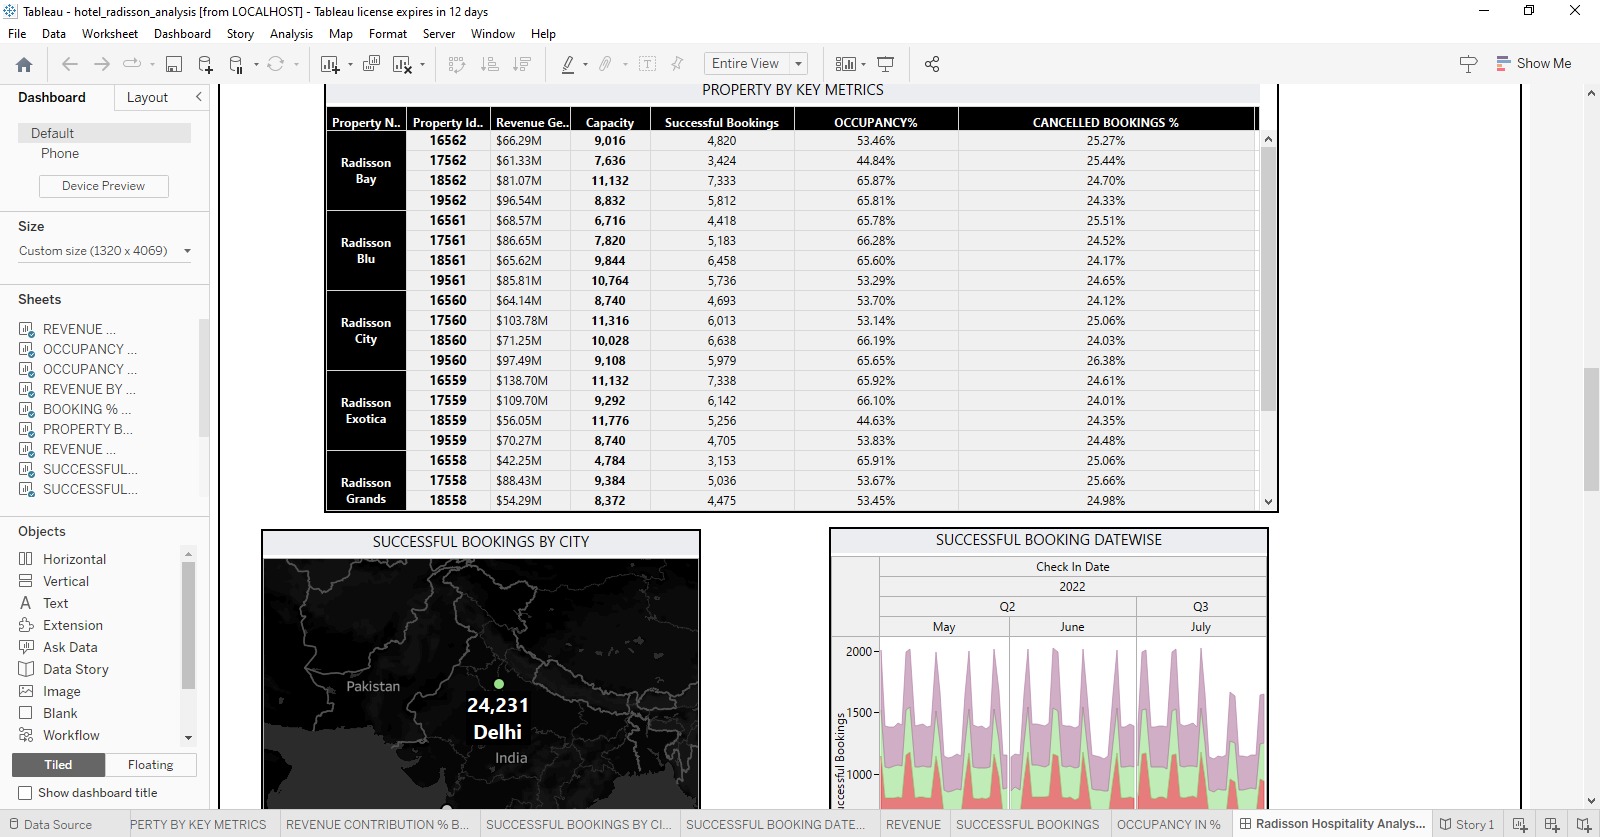 Tableau - hotel_radisson_analysis [from LOCALHOST] - Tableau license expires in 12 days
File Data Worksheet Dashboard Story Analysis Map Format Server Window Help
Entire View
Show Me
Dashboard Layout
Default
Phone
Device Preview
Size
Custom size (1320 x 4069)
Sheets
REVENUE ...
OCCUPANCY ...
OCCUPANCY ...
REVENUE BY ...
BOOKING % ...
PROPERTY B...
REVENUE ...
SUCCESSFUL...
SUCCESSFUL...
Objects
Horizontal
Vertical
Text
Extension
Ask Data
Data Story
Image
Blank
Workflow
Tiled Floating
Show dashboard title
PROPERTY BY KEY METRICS
Property N.. Property Id.. Revenue Ge.. Capacity Successful Bookings OCCUPANCY% CANCELLED BOOKINGS %
Radisson Bay
16562 $66.29M 9,016 4,820 53.46% 25.27%
17562 $61.33M 7,636 3,424 44.84% 25.44%
18562 $81.07M 11,132 7,333 65.87% 24.70%
19562 $96.54M 8,832 5,812 65.81% 24.33%
Radisson Blu
16561 $68.57M 6,716 4,418 65.78% 25.51%
17561 $86.65M 7,820 5,183 66.28% 24.52%
18561 $65.62M 9,844 6,458 65.60% 24.17%
19561 $85.81M 10,764 5,736 53.29% 24.65%
Radisson City
16560 $64.14M 8,740 4,693 53.70% 24.12%
17560 $103.78M 11,316 6,013 53.14% 25.06%
18560 $71.25M 10,028 6,638 66.19% 24.03%
19560 $97.49M 9,108 5,979 65.65% 26.38%
Radisson Exotica
16559 $138.70M 11,132 7,338 65.92% 24.61%
17559 $109.70M 9,292 6,142 66.10% 24.01%
18559 $56.05M 11,776 5,256 44.63% 24.35%
19559 $70.27M 8,740 4,705 53.83% 24.48%
Radisson Grands
16558 $42.25M 4,784 3,153 65.91% 25.06%
17558 $88.43M 9,384 5,036 53.67% 25.66%
18558 $54.29M 8,372 4,475 53.45% 24.98%
SUCCESSFUL BOOKINGS BY CITY
Pakistan
24,231
Delhi
India
SUCCESSFUL BOOKING DATEWISE
Check In Date
2022
Q2 Q3
May June July
2000
1500
1000
uccessful Bookings
Data Source PERTY BY KEY METRICS REVENUE CONTRIBUTION % B... SUCCESSFUL BOOKINGS BY CI... SUCCESSFUL BOOKING DATE... REVENUE SUCCESSFUL BOOKINGS OCCUPANCY IN % Radisson Hospitality Analys... Story 1